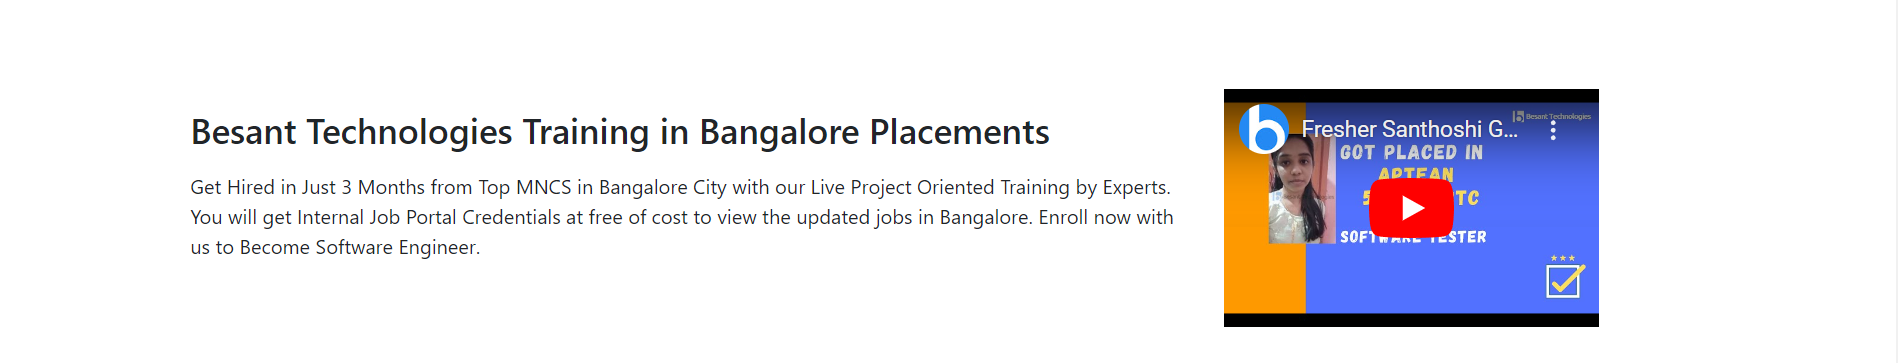 Besant Technologies Training in Bangalore Placements
Get Hired in Just 3 Months from Top MNCS in Bangalore City with our Live Project Oriented Training by Experts.
You will get Internal Job Portal Credentials at free of cost to view the updated jobs in Bangalore. Enroll now with
us to Become Software Engineer.
Besant Technologies
Fresher Santhoshi G...
GOT PLACED IN
APTEAN
SOFTWARE TESTER